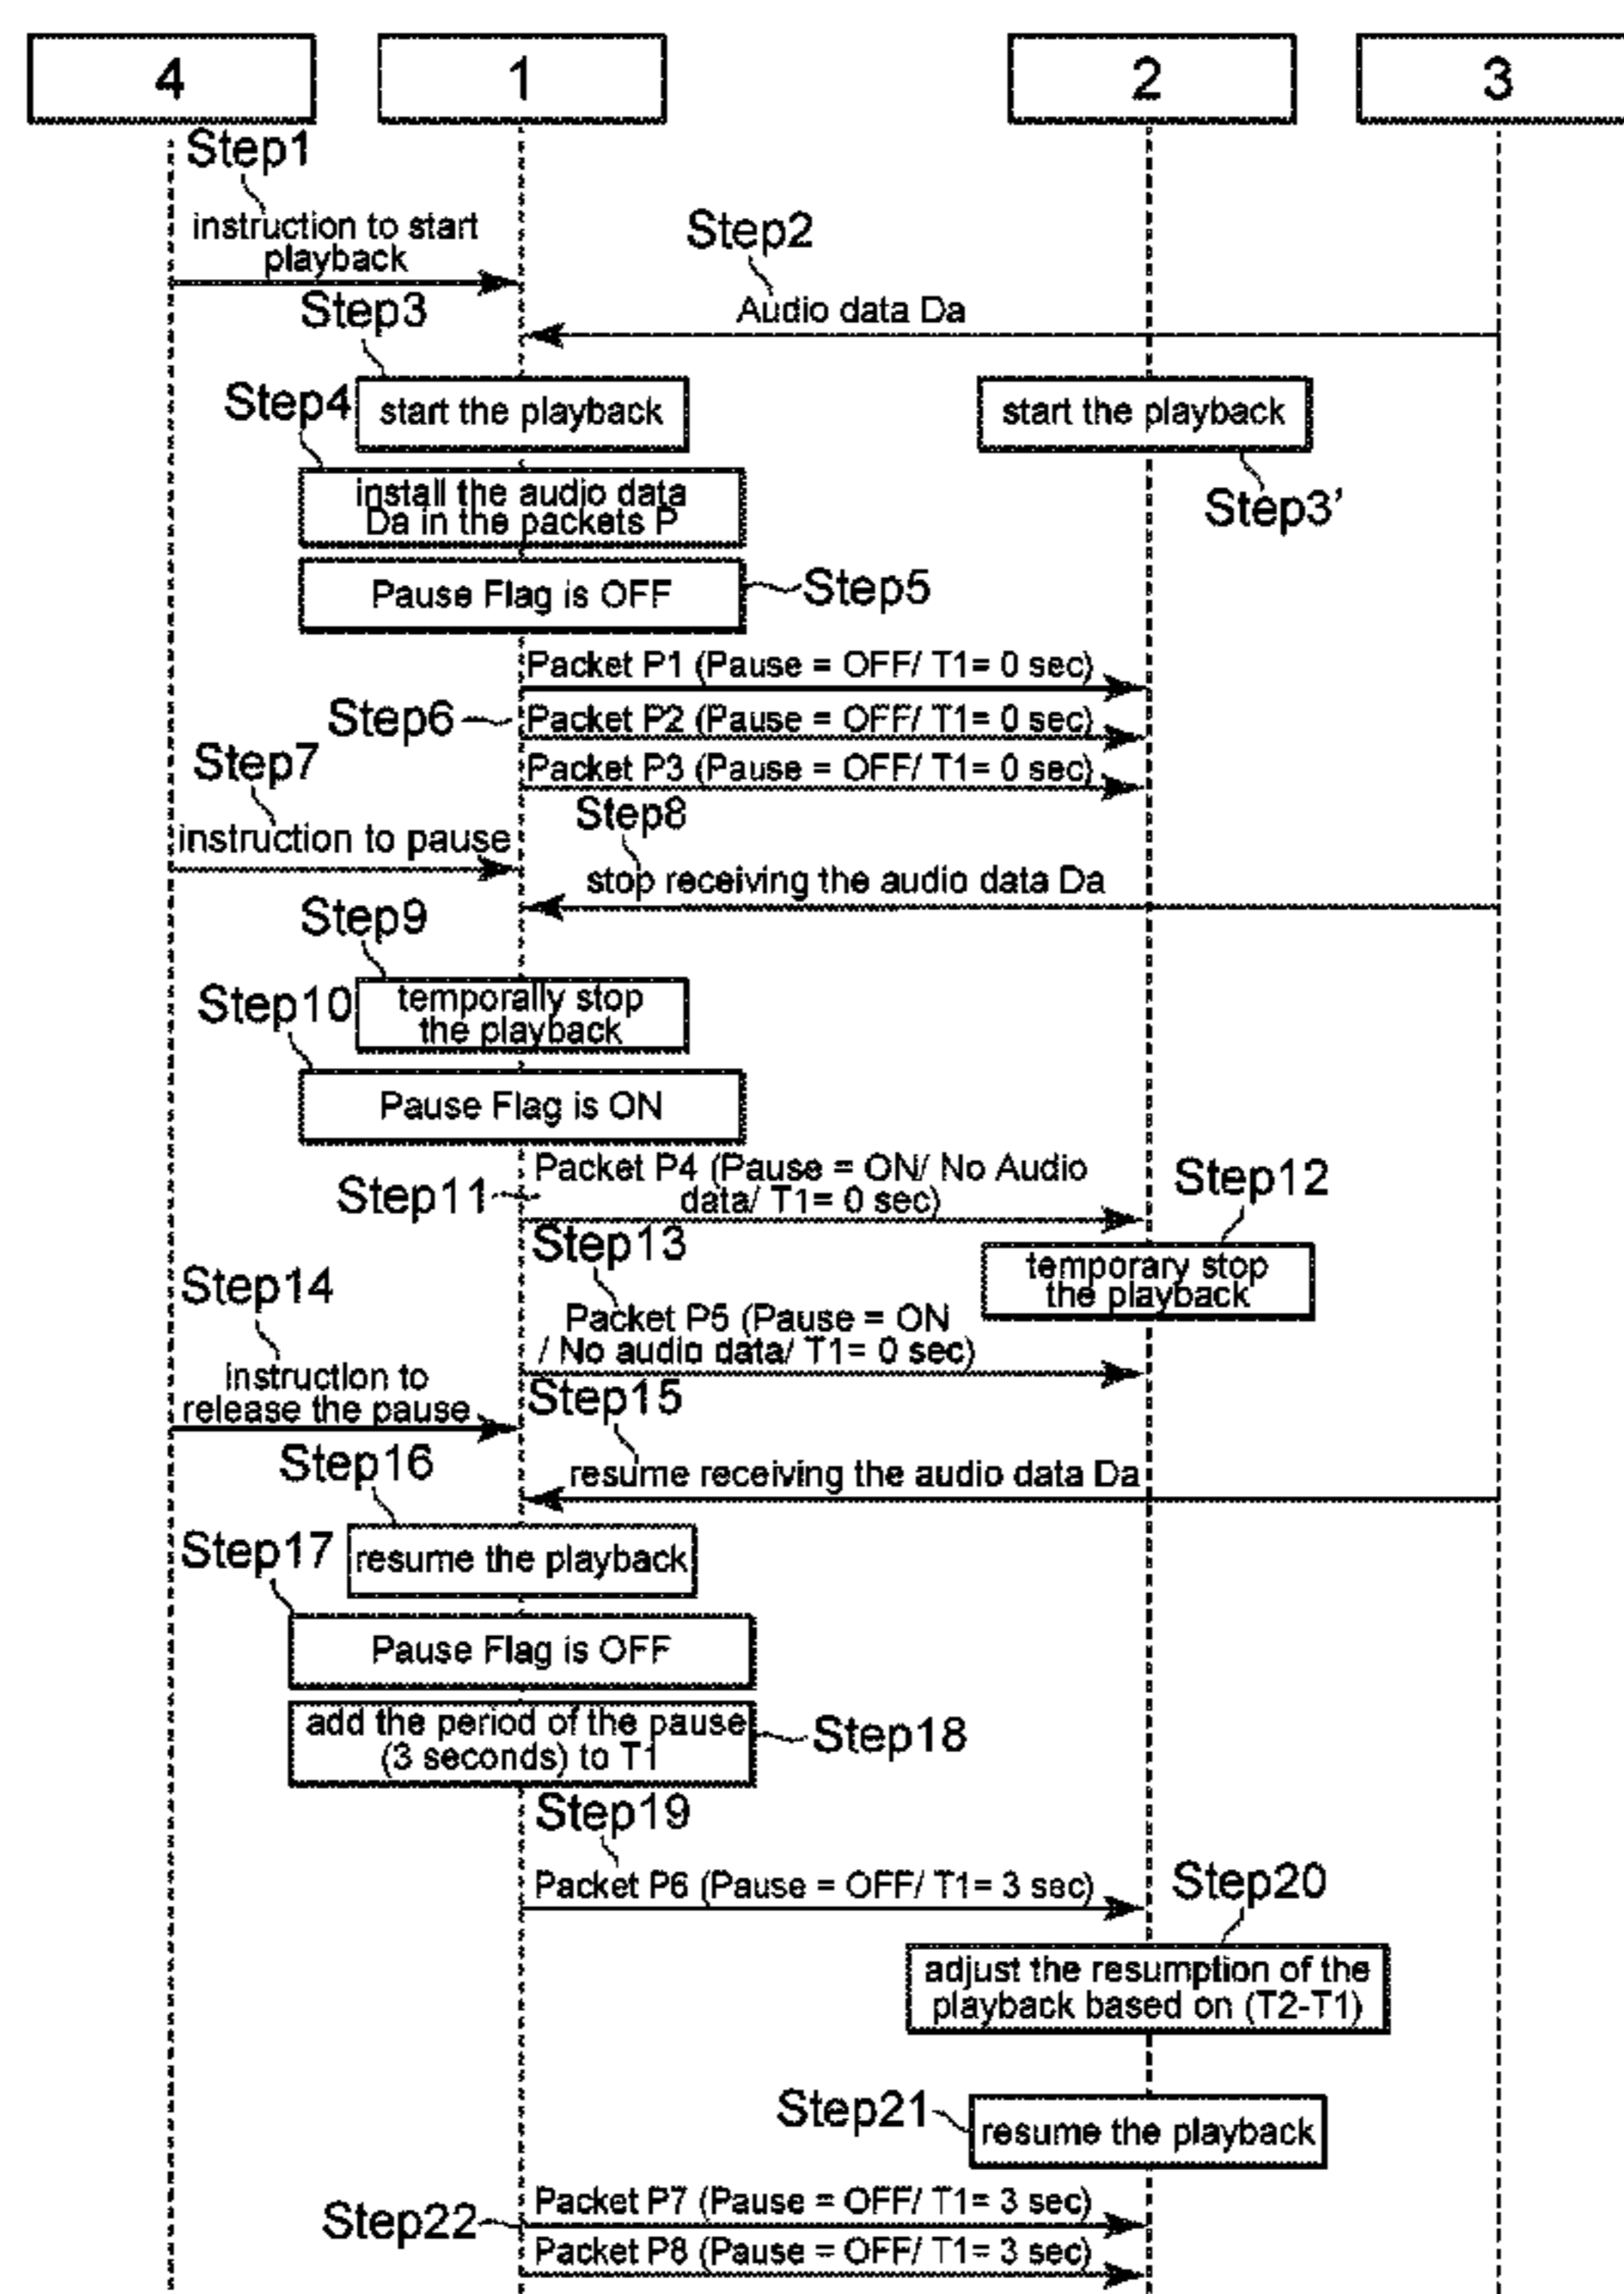 4
1
2
3
Step1
instruction to start
playback
Step2
Audio data Da
Step3
start the playback
start the playback
Step3’
Step4
install the audio data
Da in the packets P
Pause Flag is OFF
Step5
Packet P1 (Pause = OFF/ T1= 0 sec)
Step6
Packet P2 (Pause = OFF/ T1= 0 sec)
Packet P3 (Pause = OFF/ T1= 0 sec)
Step7
instruction to pause
Step8
stop receiving the audio data Da
Step9
temporally stop
the playback
Step10
Pause Flag is ON
Step11
Packet P4 (Pause = ON/ No Audio
data/ T1= 0 sec)
Step12
temporary stop
the playback
Step13
Packet P5 (Pause = ON
/ No audio data/ T1= 0 sec)
Step14
instruction to
release the pause
Step15
resume receiving the audio data Da
Step16
resume the playback
Step17
Pause Flag is OFF
add the period of the pause
(3 seconds) to T1
Step18
Step19
Packet P6 (Pause = OFF/ T1= 3 sec)
Step20
adjust the resumption of the
playback based on (T2-T1)
Step21
resume the playback
Step22
Packet P7 (Pause = OFF/ T1= 3 sec)
Packet P8 (Pause = OFF/ T1= 3 sec)